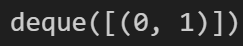 deque([(0, 1)])